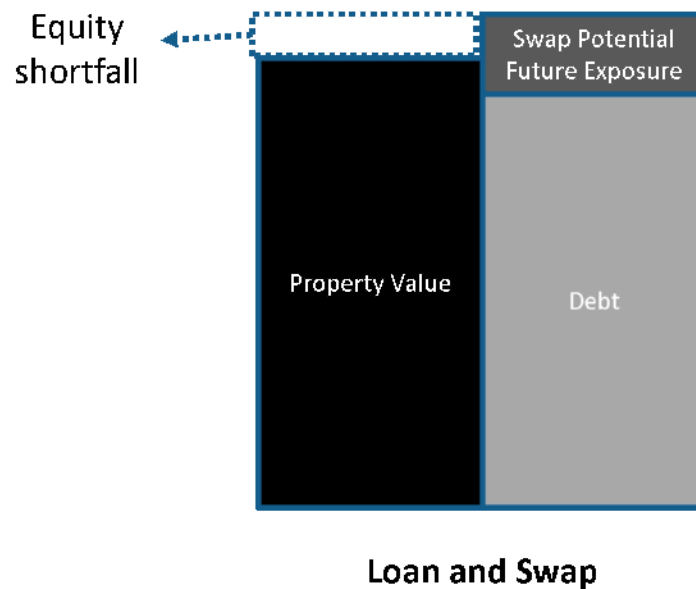 Equity
shortfall
Swap Potential
Future Exposure
Property Value
Debt
Loan and Swap